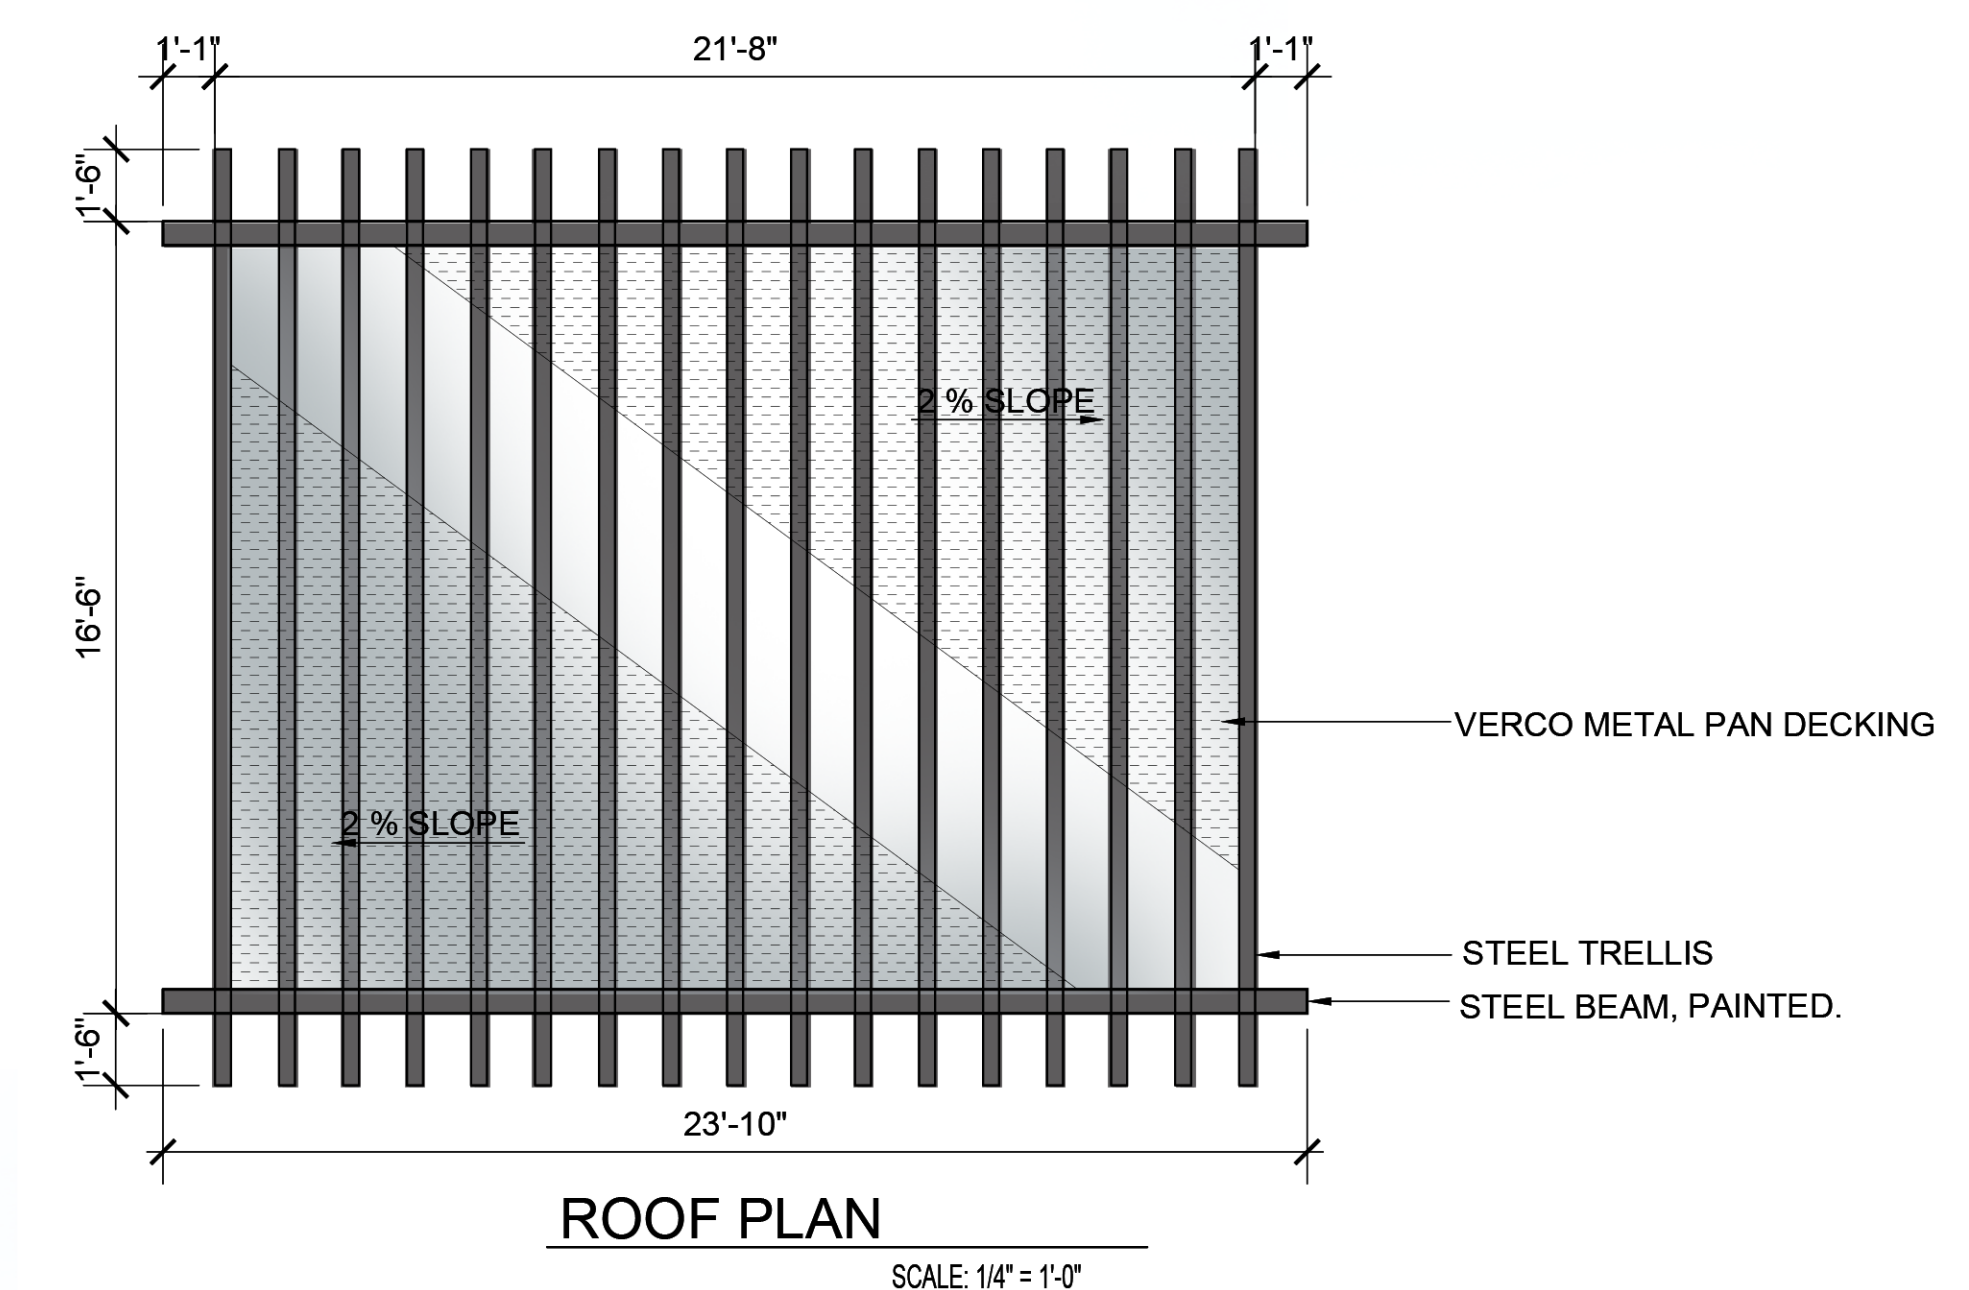 1'-1"
21'-8"
1'-1"
1'-6"
2 % SLOPE
16'-6"
VERCO METAL PAN DECKING
2 % SLOPE
STEEL TRELLIS
STEEL BEAM, PAINTED.
1'-6"
23'-10"
ROOF PLAN
SCALE: 1/4" = 1'-0"